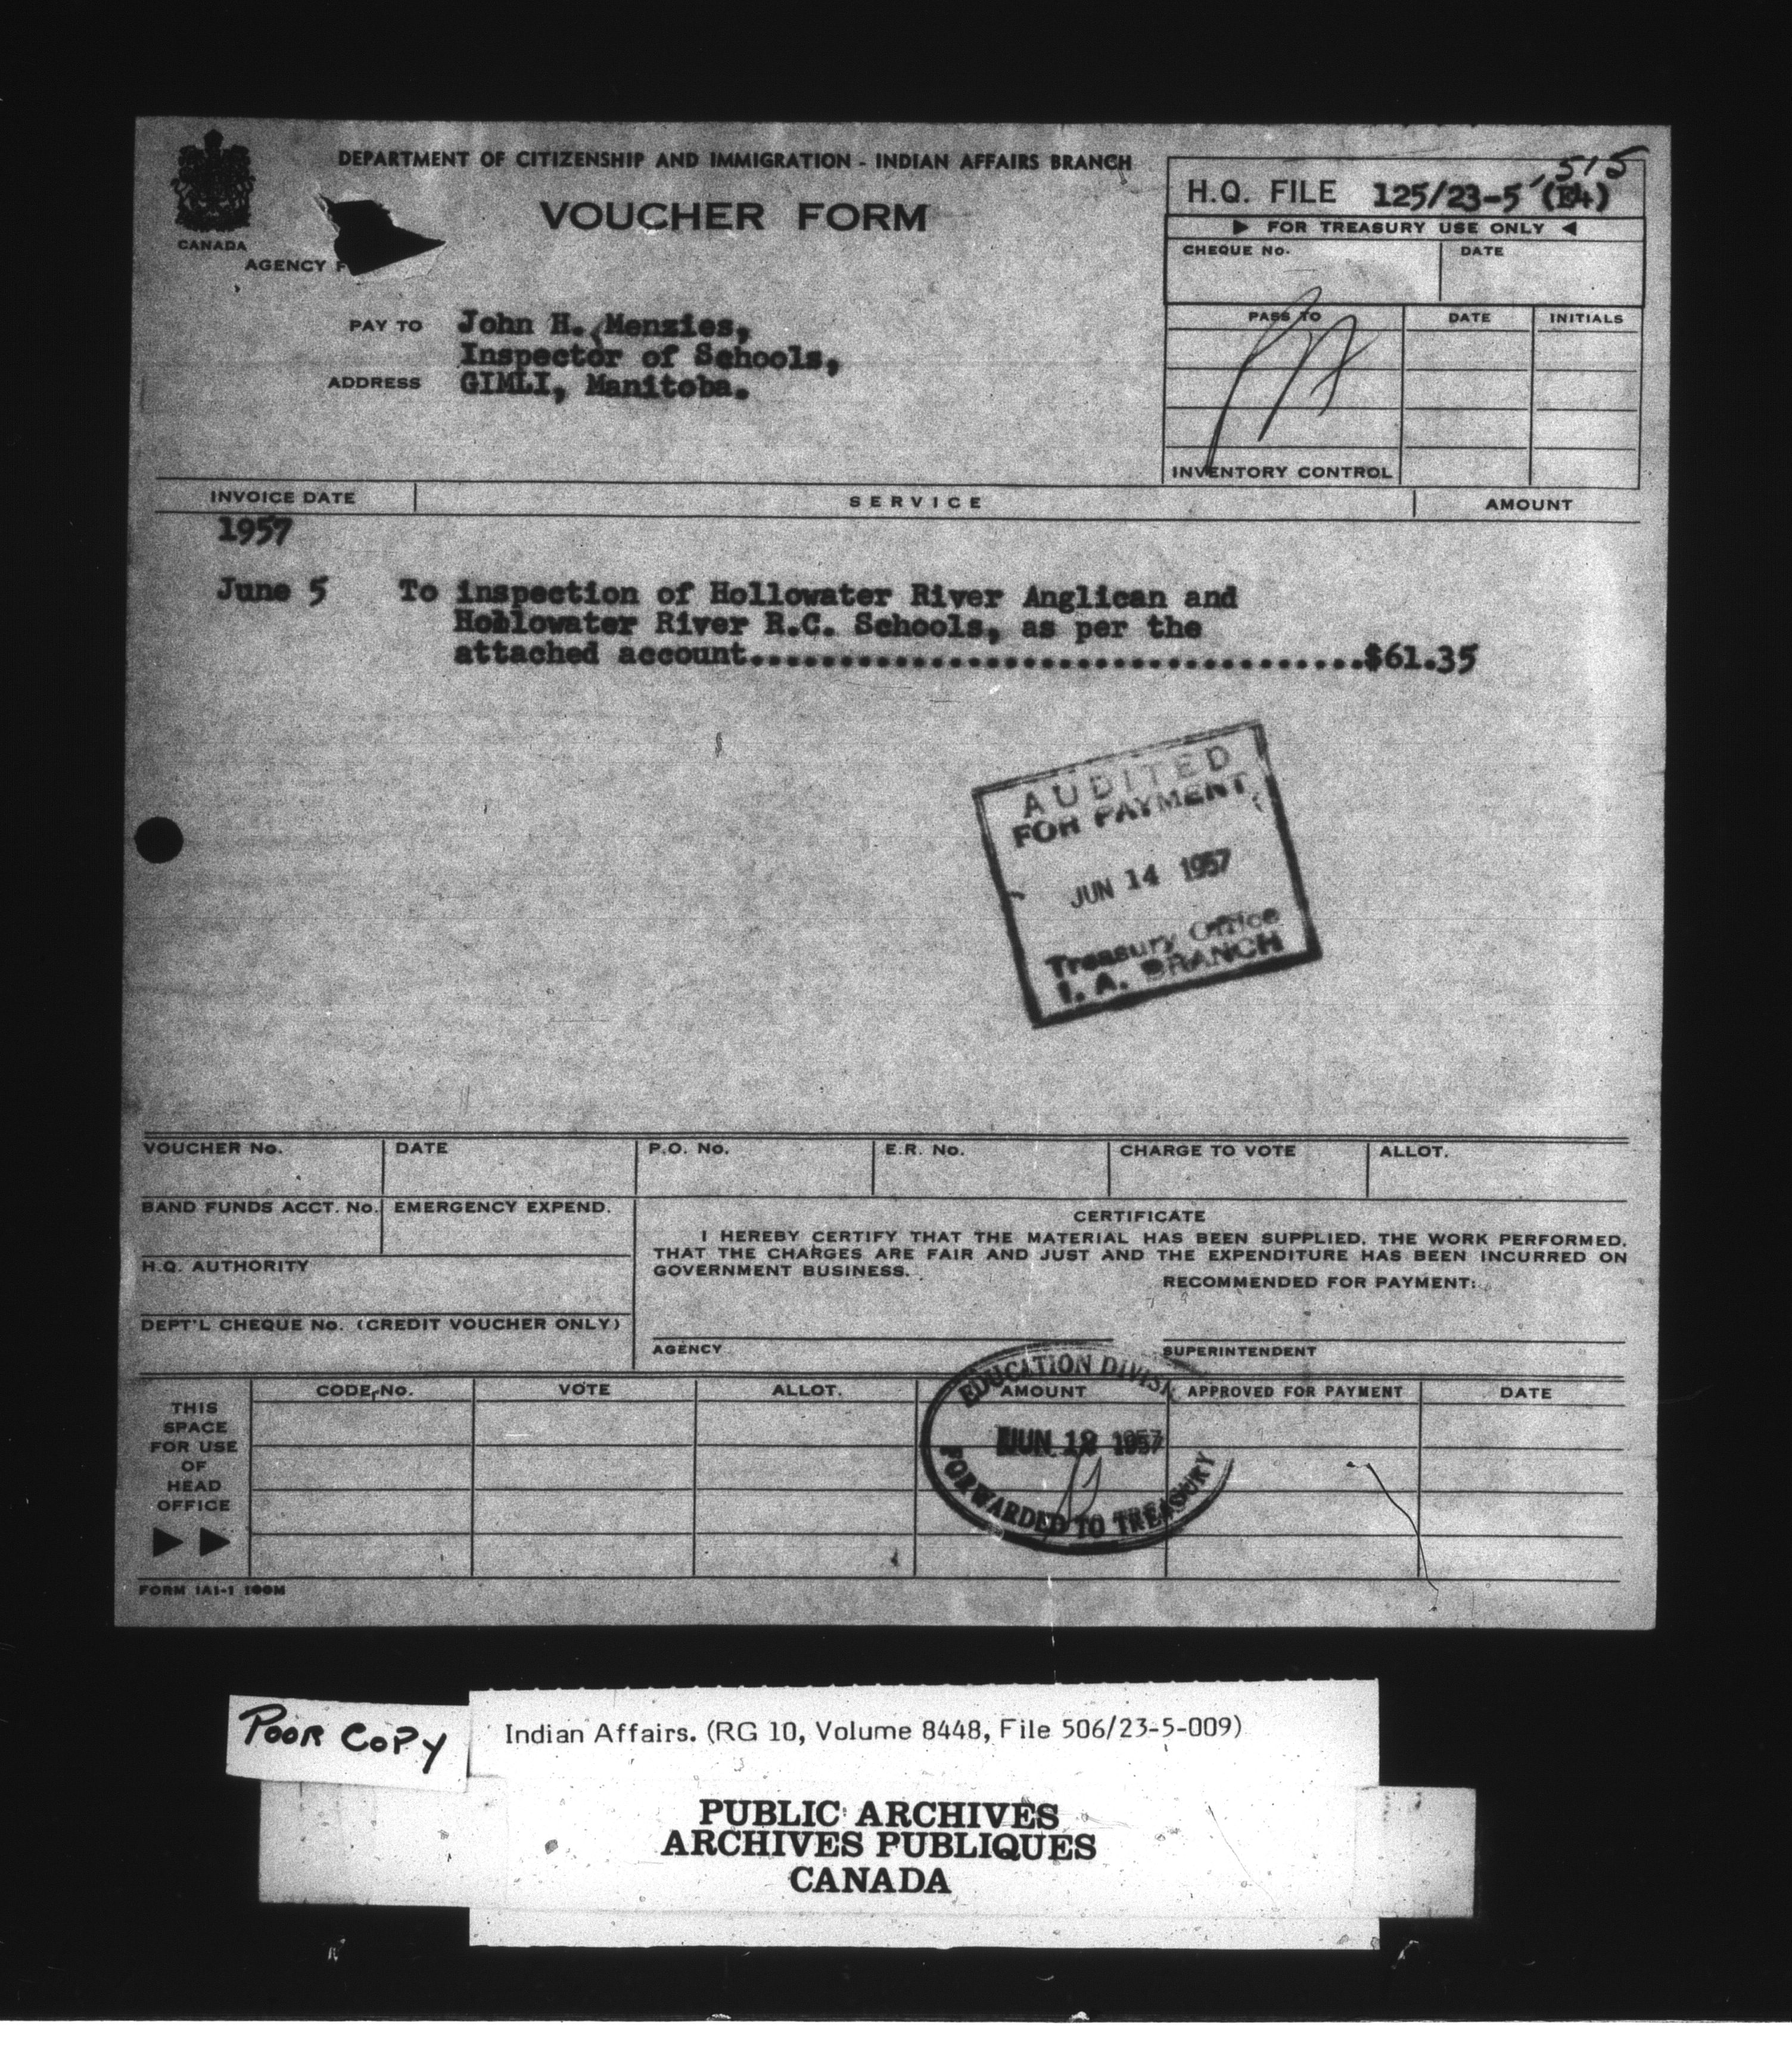 DEPARTMENT OF CITIZENSHIP AND IMMIGRATION - INDIAN AFFAIRS BRANCH
VOUCHER FORM
CANADA
AGENCY F
515
H.Q. FILE 125/23-5 (E4)
FOR TREASURY USE ONLY
CHEQUE No. DATE
PASS TO DATE INITIALS
INVENTORY CONTROL
PAY TO John H. Menzies,
Inspector of Schools,
ADDRESS GIMLI, Manitoba.
INVOICE DATE SERVICE AMOUNT
1957
June 5 To inspection of Hollowater River Anglican and
Hollowater River R.C. Schools, as per the
attached account...................................$61.35
AUDITED
FOR PAYMENT
JUN 14 1957
Treasury Office
I. A. BRANCH
VOUCHER No. DATE P.O. No. E.R. No. CHARGE TO VOTE ALLOT.
BAND FUNDS ACCT. No. EMERGENCY EXPEND.
H.Q. AUTHORITY
DEPT'L CHEQUE No. (CREDIT VOUCHER ONLY)
CERTIFICATE
I HEREBY CERTIFY THAT THE MATERIAL HAS BEEN SUPPLIED, THE WORK PERFORMED,
THAT THE CHARGES ARE FAIR AND JUST AND THE EXPENDITURE HAS BEEN INCURRED ON
GOVERNMENT BUSINESS.
RECOMMENDED FOR PAYMENT:
AGENCY SUPERINTENDENT
THIS
SPACE
FOR USE
OF
HEAD
OFFICE
CODE No. VOTE ALLOT. AMOUNT APPROVED FOR PAYMENT DATE
EDUCATION DIVISI
JUN 1957
FORWARDED TO TREASURY
FORM IA1-1 100M
POOR COPY
Indian Affairs. (RG 10, Volume 8448, File 506/23-5-009)
PUBLIC ARCHIVES
ARCHIVES PUBLIQUES
CANADA